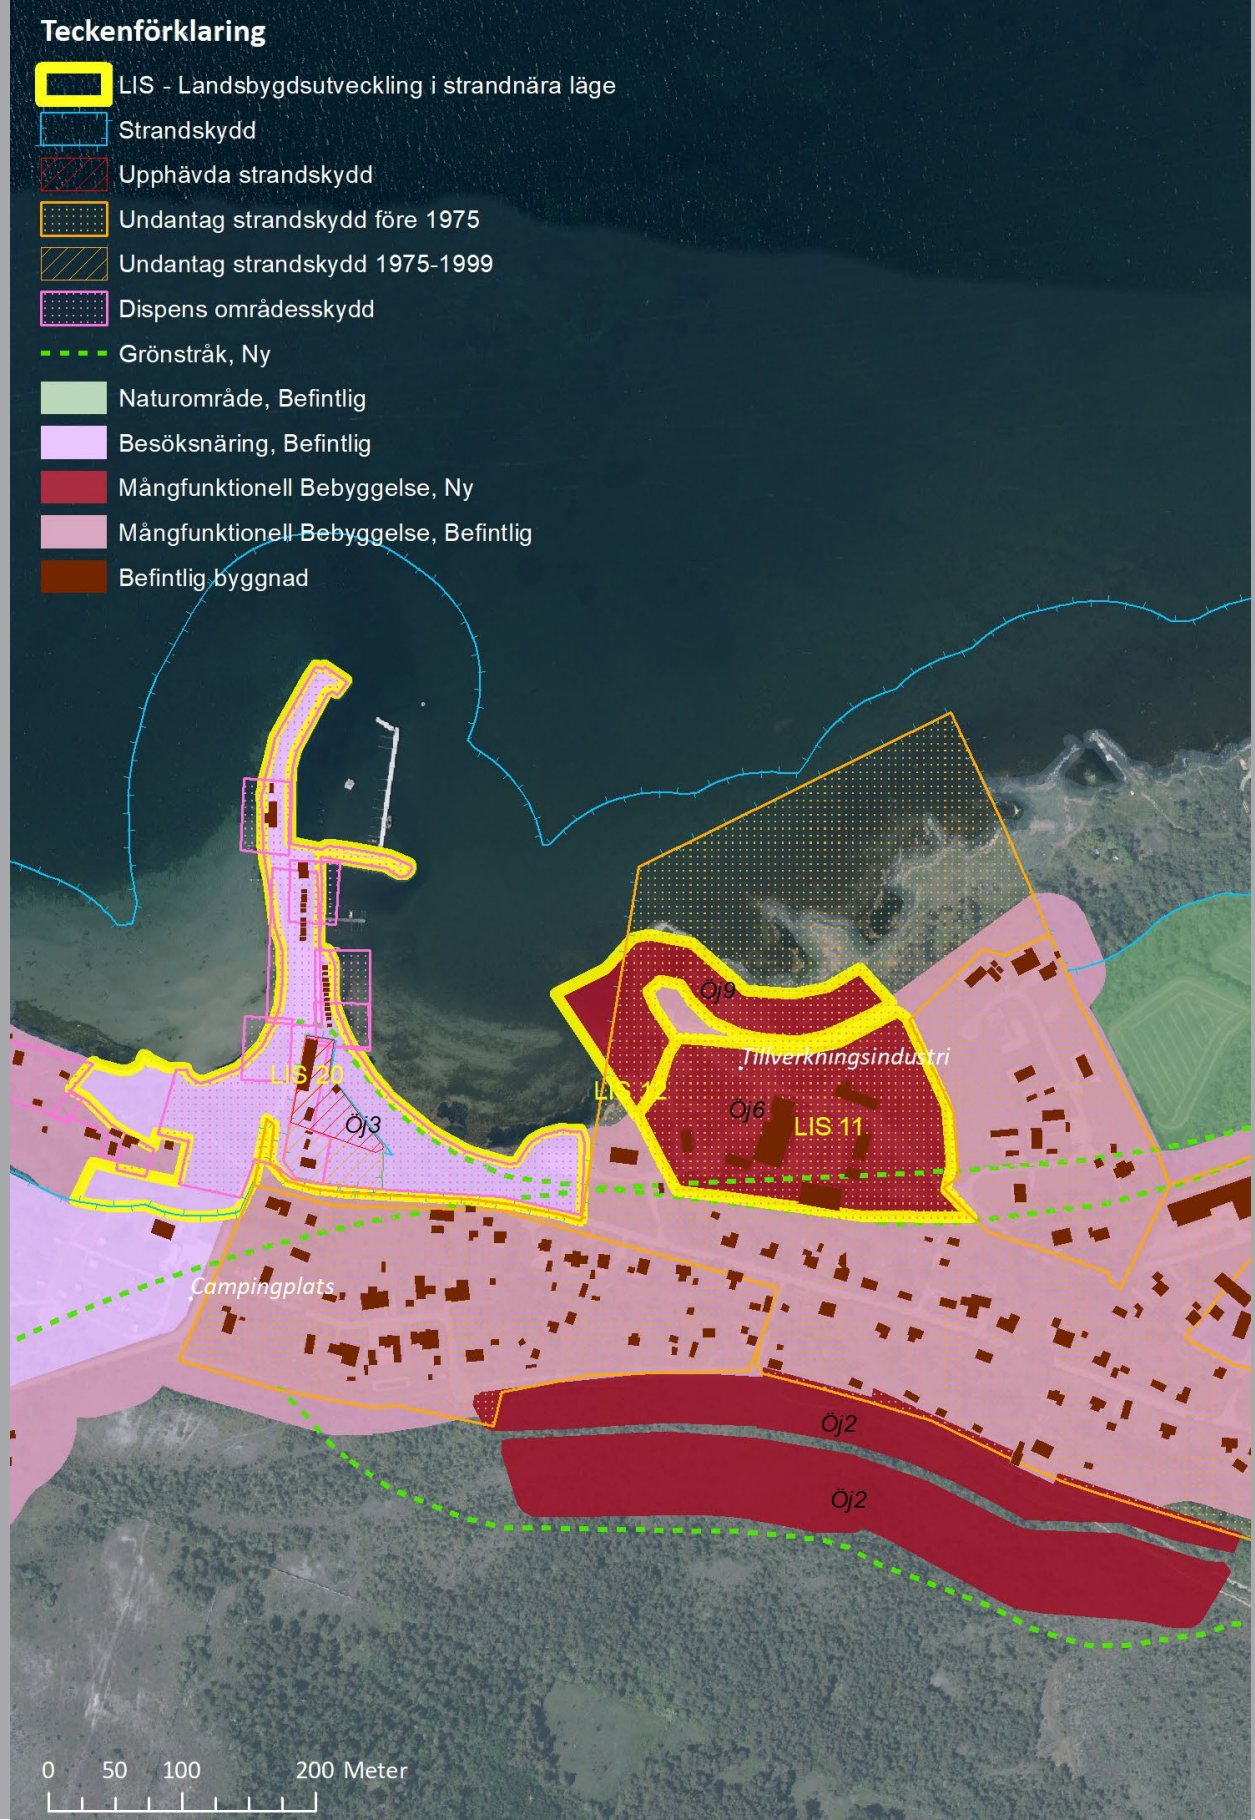 Teckenförklaring
LIS - Landsbygdsutveckling i strandnära läge
Strandskydd
Upphävda strandskydd
Undantag strandskydd före 1975
Undantag strandskydd 1975-1999
Dispens områdesskydd
Grönstråk, Ny
Naturområde, Befintlig
Besöksnäring, Befintlig
Mångfunktionell Bebyggelse, Ny
Mångfunktionell Bebyggelse, Befintlig
Befintlig byggnad
Öj9
Tillverkningsindustri
LIS 20
LIS 12
Öj6
LIS 11
Öj3
Campingplats
Öj2
Öj2
0 50 100 200 Meter